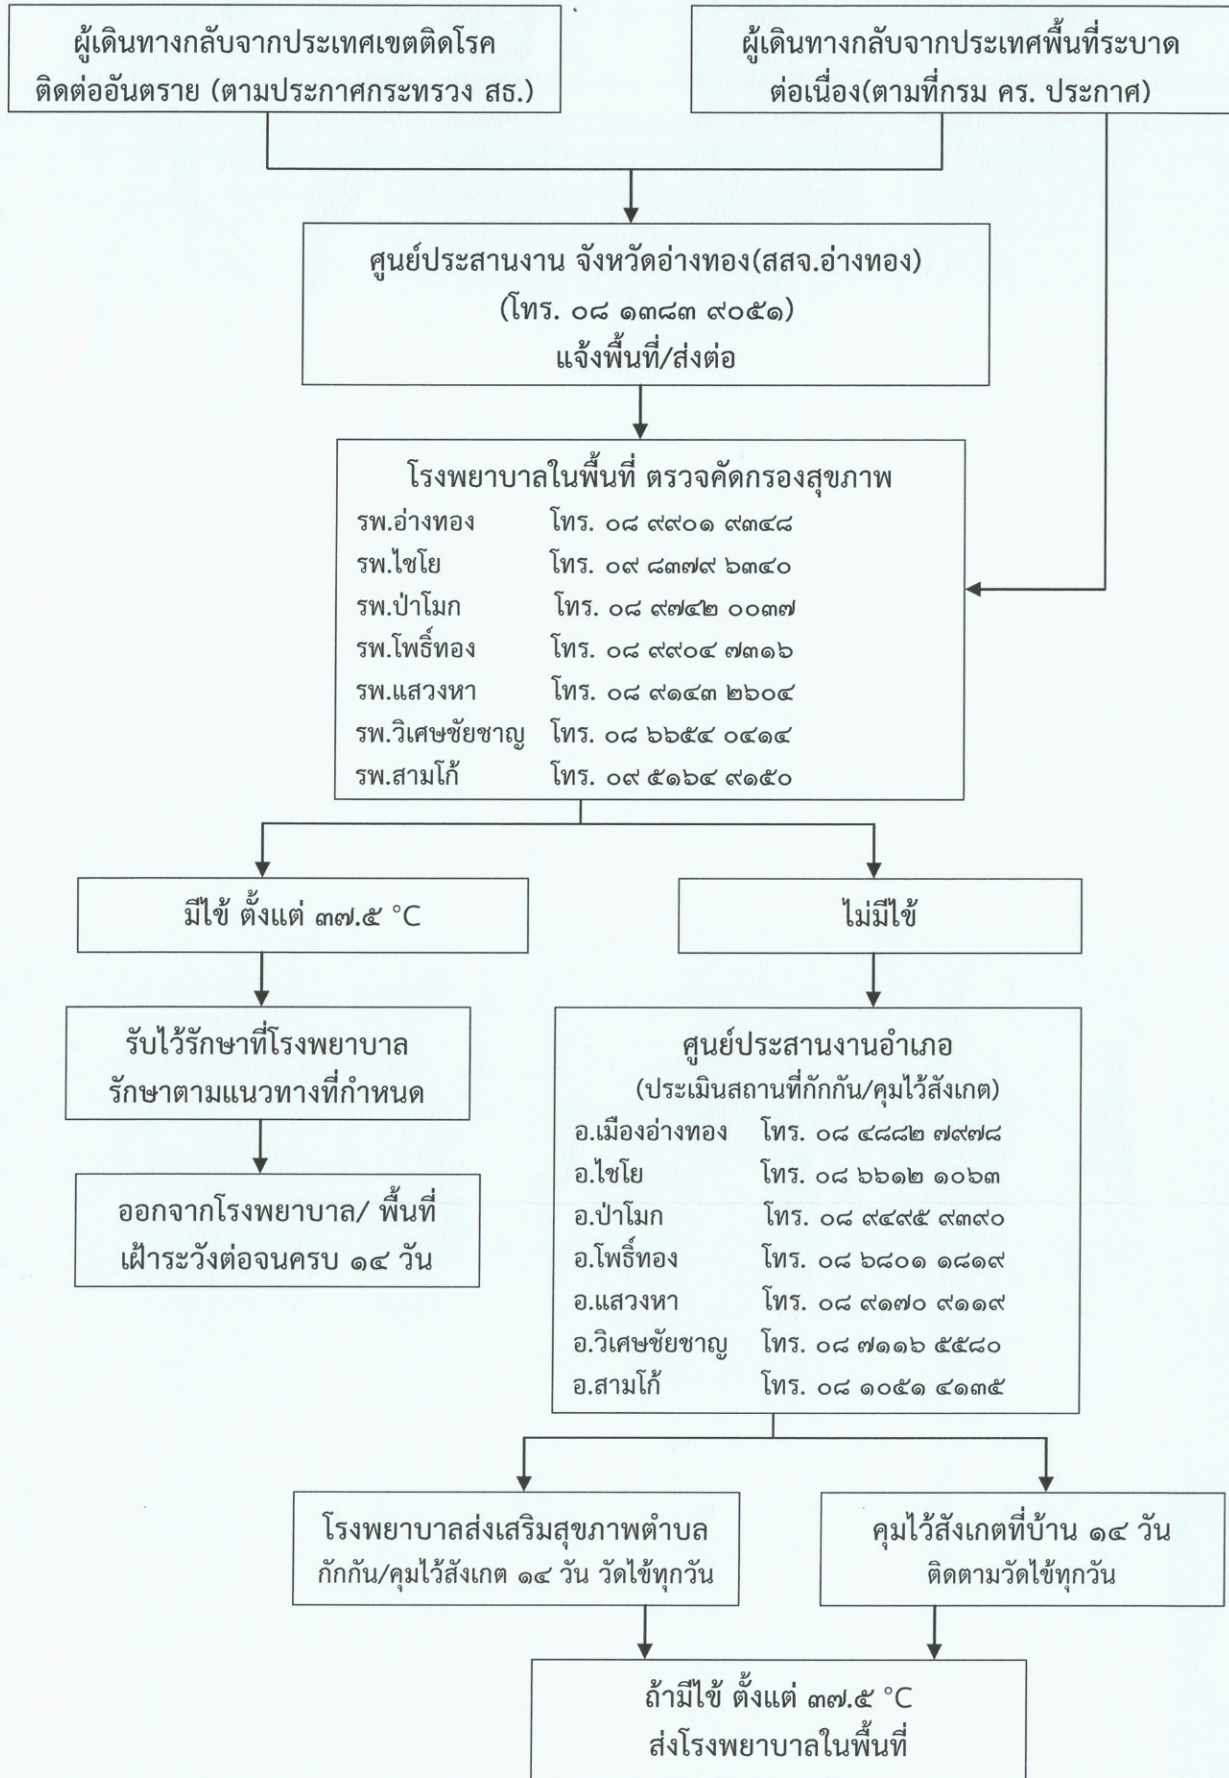 ผู้เดินทางกลับจากประเทศเขตติดโรค
ติดต่ออันตราย (ตามประกาศกระทรวง สธ.)
ผู้เดินทางกลับจากประเทศพื้นที่ระบาด
ต่อเนื่อง(ตามที่กรม คร. ประกาศ)
ศูนย์ประสานงาน จังหวัดอ่างทอง(สสจ.อ่างทอง)
(โทร. ๐๘ ๑๓๘๓ ๙๐๕๑)
แจ้งพื้นที่/ส่งต่อ
โรงพยาบาลในพื้นที่ ตรวจคัดกรองสุขภาพ
รพ.อ่างทอง โทร. ๐๘ ๙๙๐๑ ๙๓๔๘
รพ.ไชโย โทร. ๐๙ ๘๓๗๙ ๖๓๔๐
รพ.ป่าโมก โทร. ๐๘ ๙๗๔๒ ๐๐๓๗
รพ.โพธิ์ทอง โทร. ๐๘ ๙๙๐๔ ๗๓๑๖
รพ.แสวงหา โทร. ๐๘ ๙๑๔๓ ๒๖๐๔
รพ.วิเศษชัยชาญ โทร. ๐๘ ๖๖๕๔ ๐๔๑๔
รพ.สามโก้ โทร. ๐๙ ๕๑๖๔ ๙๑๕๐
มีไข้ ตั้งแต่ ๓๗.๕ °C
ไม่มีไข้
รับไว้รักษาที่โรงพยาบาล
รักษาตามแนวทางที่กำหนด
ออกจากโรงพยาบาล/ พื้นที่
เฝ้าระวังต่อจนครบ ๑๔ วัน
ศูนย์ประสานงานอำเภอ
(ประเมินสถานที่กักกัน/คุมไว้สังเกต)
อ.เมืองอ่างทอง โทร. ๐๘ ๔๘๘๒ ๗๙๗๘
อ.ไชโย โทร. ๐๘ ๖๖๑๒ ๑๐๖๓
อ.ป่าโมก โทร. ๐๘ ๙๔๙๕ ๙๓๙๐
อ.โพธิ์ทอง โทร. ๐๘ ๖๘๐๑ ๑๘๑๙
อ.แสวงหา โทร. ๐๘ ๙๑๗๐ ๙๑๑๙
อ.วิเศษชัยชาญ โทร. ๐๘ ๗๑๑๖ ๕๕๘๐
อ.สามโก้ โทร. ๐๘ ๑๐๕๑ ๔๑๓๕
โรงพยาบาลส่งเสริมสุขภาพตำบล
กักกัน/คุมไว้สังเกต ๑๔ วัน วัดไข้ทุกวัน
คุมไว้สังเกตที่บ้าน ๑๔ วัน
ติดตามวัดไข้ทุกวัน
ถ้ามีไข้ ตั้งแต่ ๓๗.๕ °C
ส่งโรงพยาบาลในพื้นที่